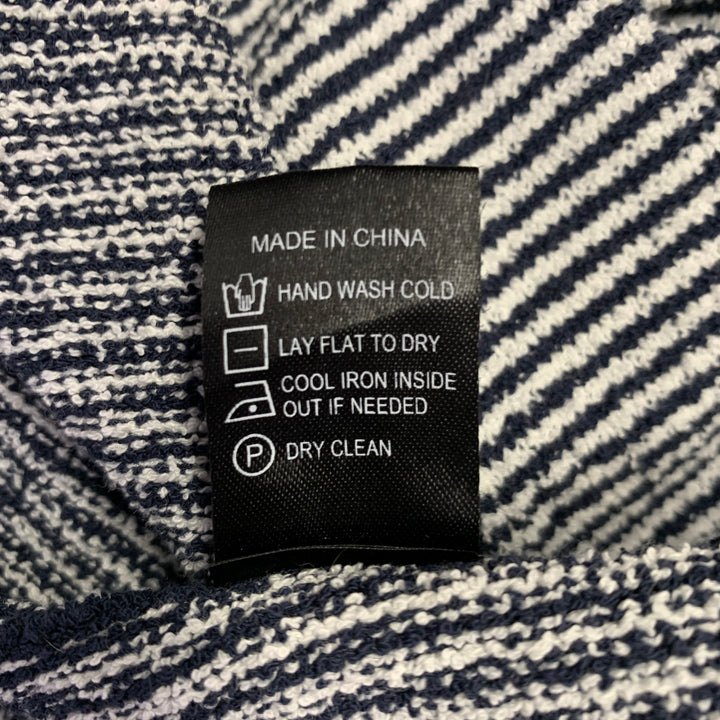 MADE IN CHINA
HAND WASH COLD
LAY FLAT TO DRY
COOL IRON INSIDE
OUT IF NEEDED
P DRY CLEAN